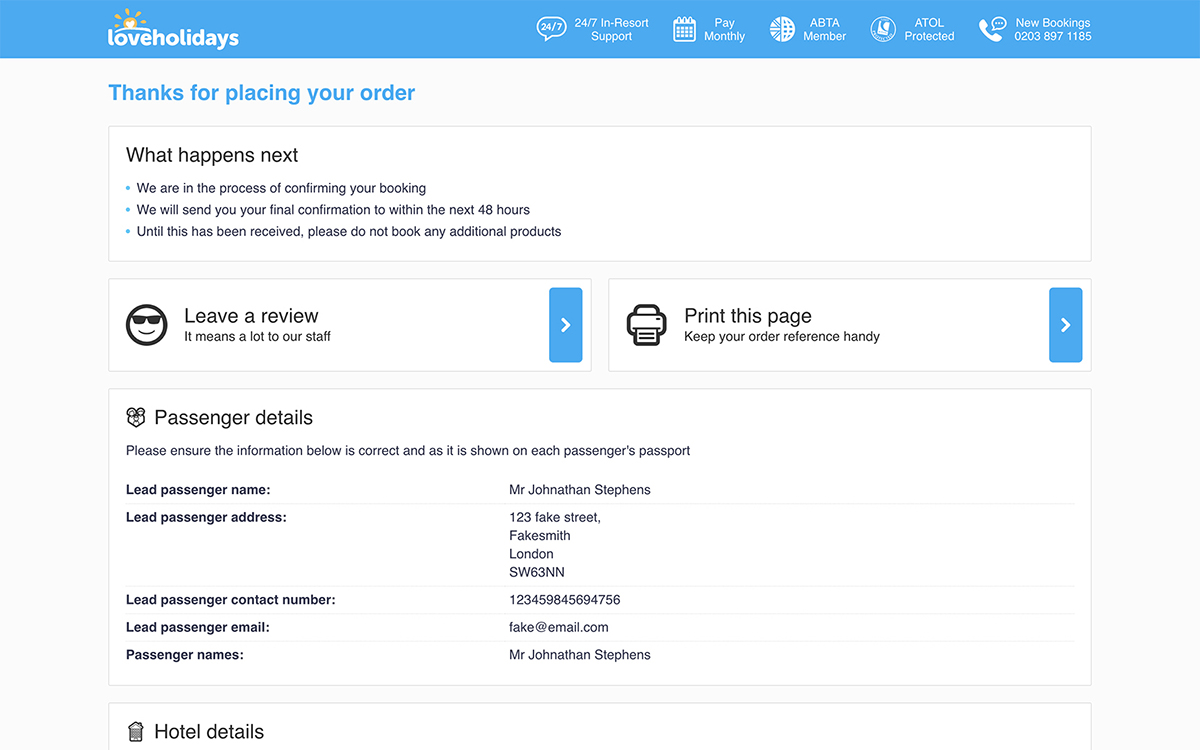 loveholidays
24/7
24/7 In-Resort
Support
Pay
Monthly
ABTA
Member
ATOL
Protected
New Bookings
0203 897 1185
Thanks for placing your order
What happens next
We are in the process of confirming your booking
We will send you your final confirmation to within the next 48 hours
Until this has been received, please do not book any additional products
Leave a review
It means a lot to our staff
Print this page
Keep your order reference handy
Passenger details
Please ensure the information below is correct and as it is shown on each passenger's passport
Lead passenger name: Mr Johnathan Stephens
Lead passenger address: 123 fake street,
Fakesmith
London
SW63NN
Lead passenger contact number: 123459845694756
Lead passenger email: fake@email.com
Passenger names: Mr Johnathan Stephens
Hotel details